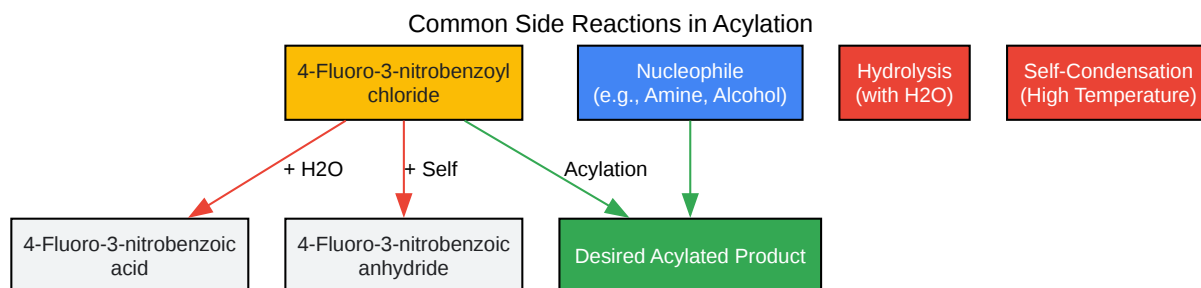 Common Side Reactions in Acylation
4-Fluoro-3-nitrobenzoyl
chloride
Nucleophile
(e.g., Amine, Alcohol)
Hydrolysis
(with H2O)
Self-Condensation
(High Temperature)
+ H2O
+ Self
Acylation
4-Fluoro-3-nitrobenzoic
acid
4-Fluoro-3-nitrobenzoic
anhydride
Desired Acylated Product